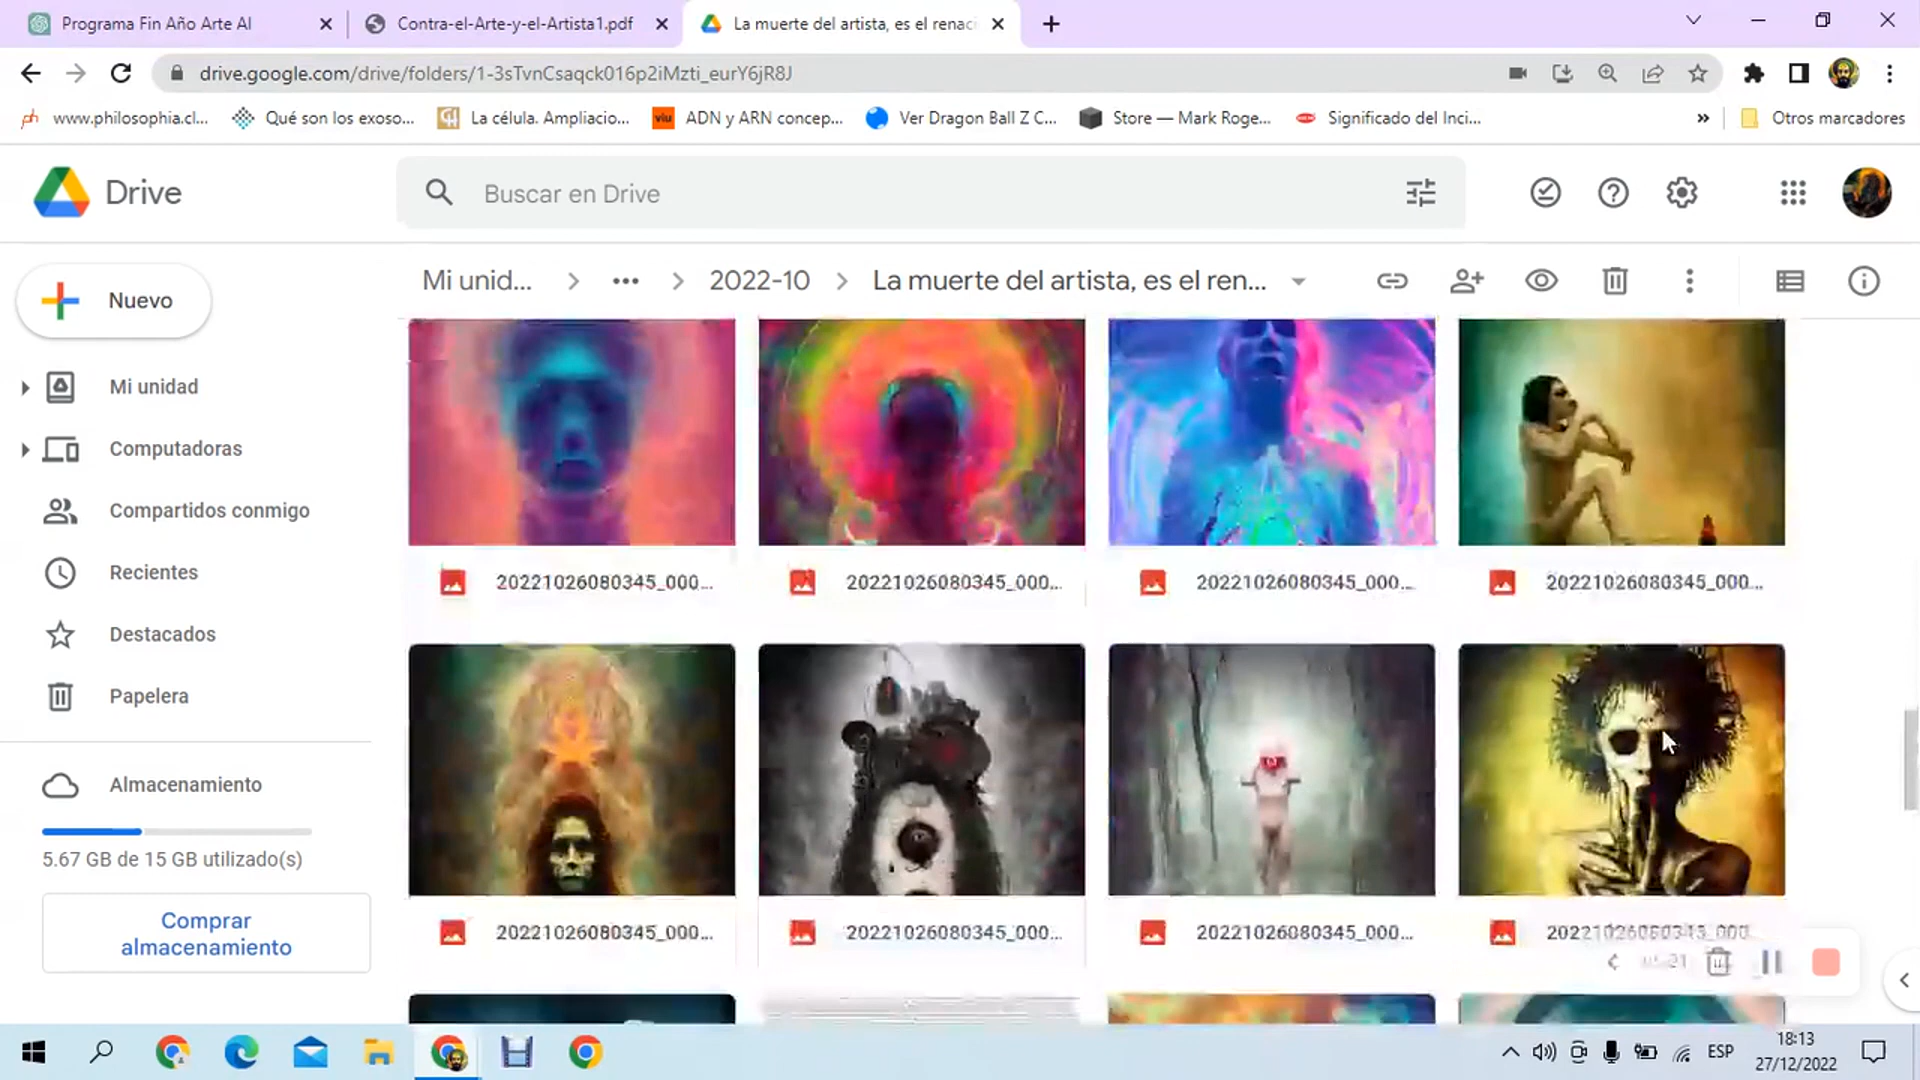 Programa Fin Año Arte AI
Contra-el-Arte-y-el-Artista1.pdf
La muerte del artista, es el renac
drive.google.com/drive/folders/1-3sTvnCsaqck016p2iMzti_eurY6jR8J
www.philosophia.cl...
Qué son los exoso...
La célula. Ampliacio...
viu
ADN y ARN concep...
Ver Dragon Ball Z C...
Store — Mark Roge...
Significado del Inci...
»
Otros marcadores
Drive
Buscar en Drive
Nuevo
Mi unid...
2022-10
La muerte del artista, es el ren...
Mi unidad
Computadoras
Compartidos conmigo
Recientes
Destacados
Papelera
Almacenamiento
5.67 GB de 15 GB utilizado(s)
Comprar
almacenamiento
20221026080345_000...
20221026080345_000...
20221026080345_000...
20221026080345_000...
20221026080345_000...
20221026080345_000...
20221026080345_000...
20221026080345_000
ESP
18:13
27/12/2022